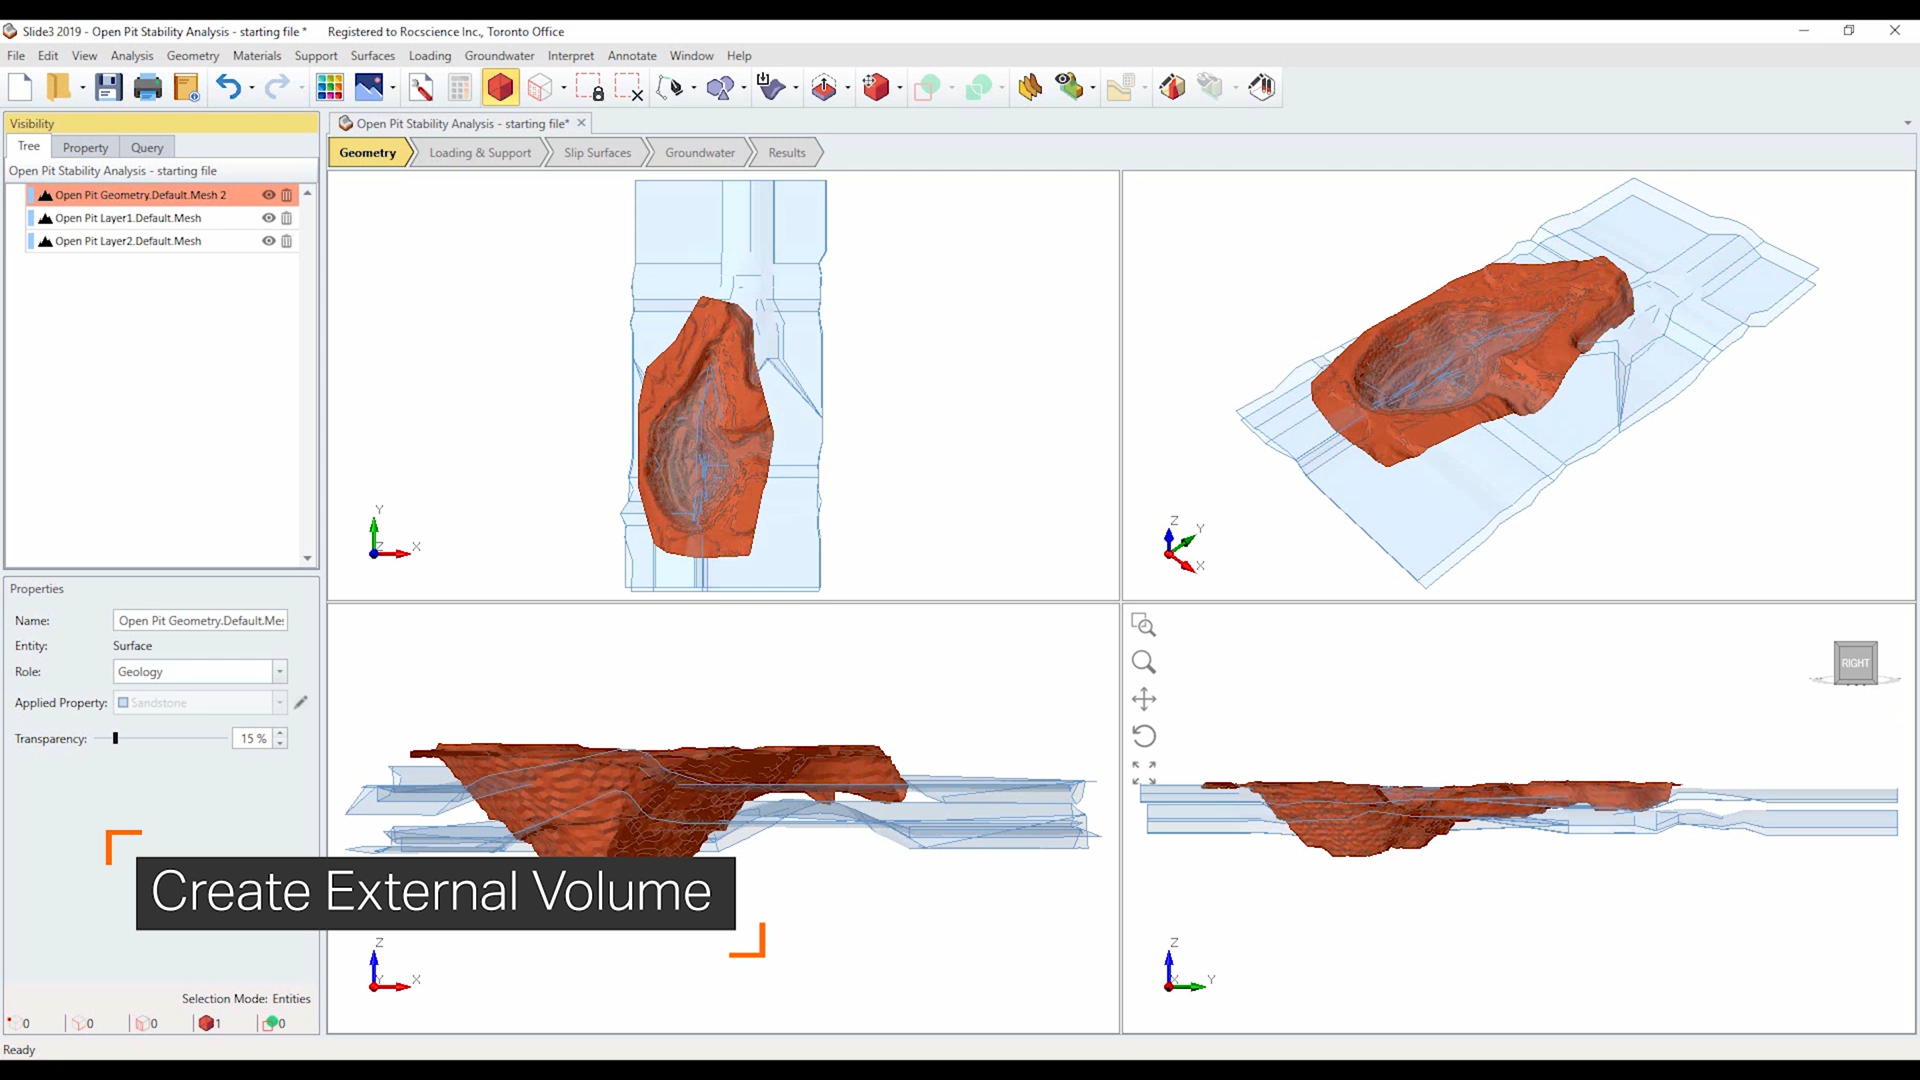 Slide3 2019 - Open Pit Stability Analysis - starting file * Registered to Rocscience Inc., Toronto Office
File Edit View Analysis Geometry Materials Support Surfaces Loading Groundwater Interpret Annotate Window Help
Visibility
Tree Property Query
Open Pit Stability Analysis - starting file
Open Pit Geometry.Default.Mesh 2
Open Pit Layer1.Default.Mesh
Open Pit Layer2.Default.Mesh
Open Pit Stability Analysis - starting file*
Geometry Loading & Support Slip Surfaces Groundwater Results
Y
Z X
Z Y
X
Properties
Name: Open Pit Geometry.Default.Me
Entity: Surface
Role: Geology
Applied Property: Sandstone
Transparency: 15 %
RIGHT
Create External Volume
Z
Y X
Z
X Y
Selection Mode: Entities
0 0 0 1 0
Ready